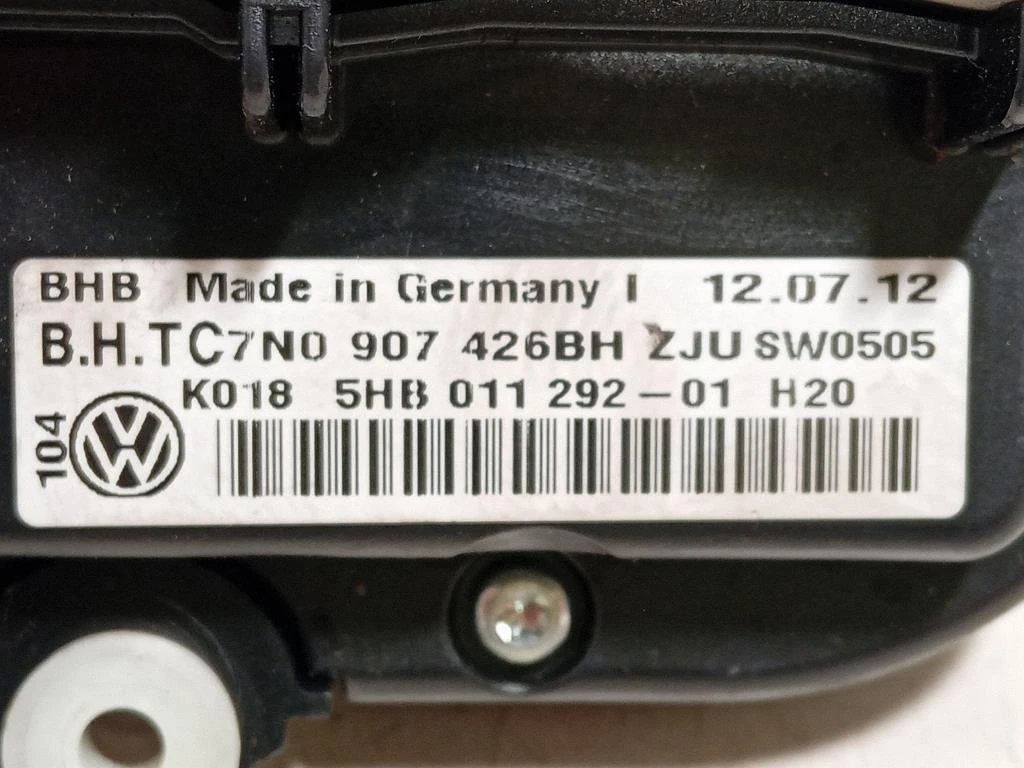 BHB Made in Germany I 12.07.12
B.H.TC7N0 907 426BH ZJU SW0505
K018 5HB 011 292-01 H20
104